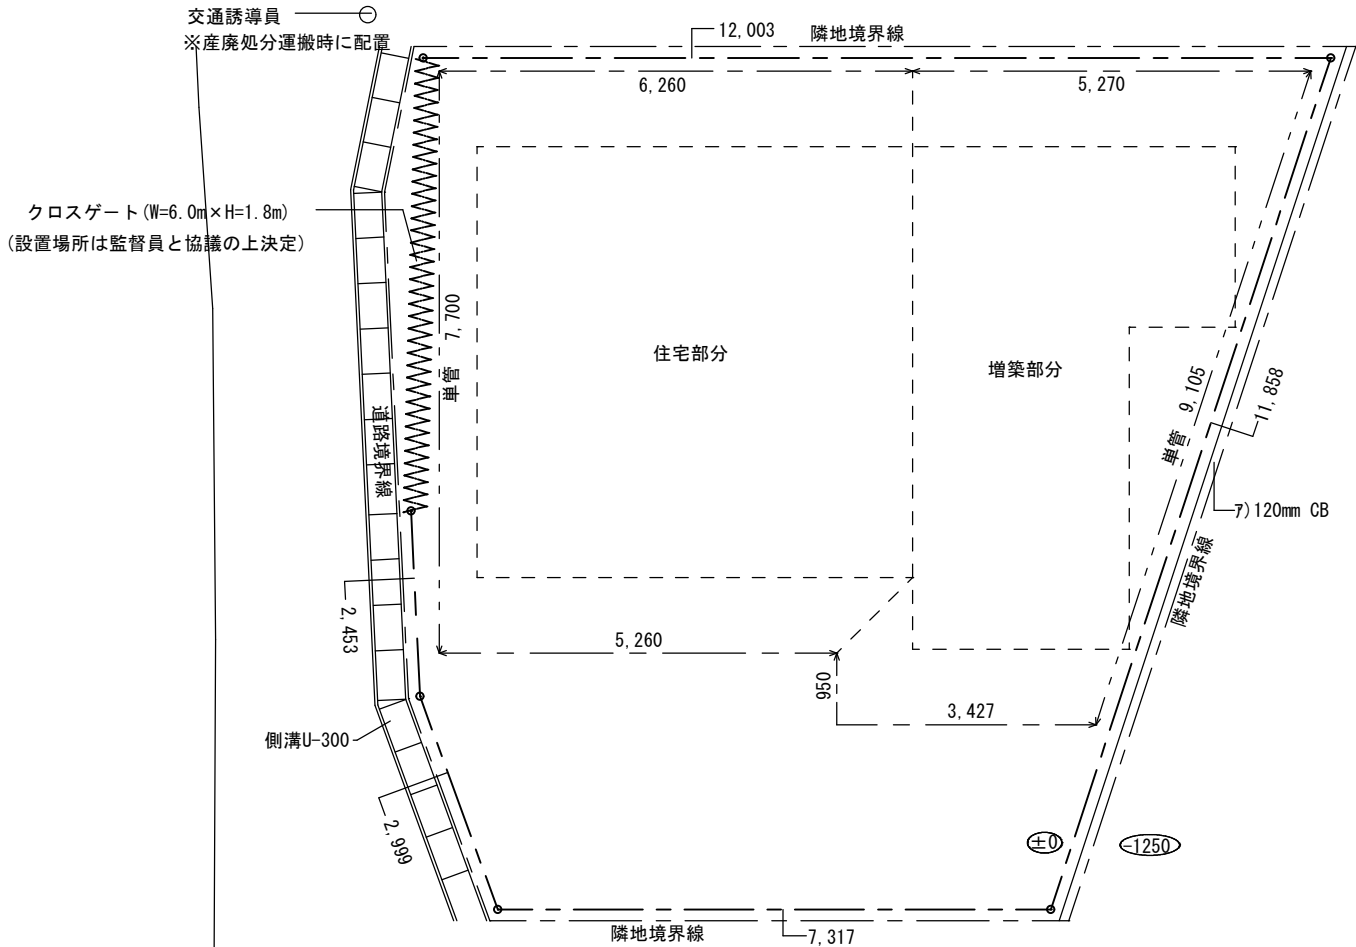 交通誘導員
※産廃処分運搬時に配置
12,003
隣地境界線
6,260
5,270
クロスゲート(W=6.0m×H=1.8m)
(設置場所は監督員と協議の上決定)
単管 7,700
住宅部分
増築部分
道路境界線
単管 9,105
11,858
ア)120mm CB
隣地境界線
2,453
5,260
950
3,427
側溝U-300
2,999
±0
-1250
隣地境界線
7,317